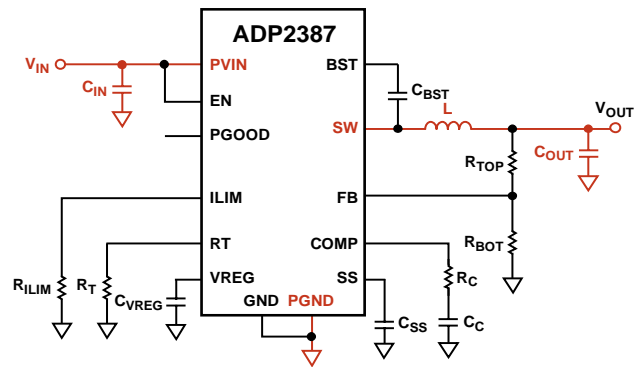 ADP2387
VIN
CIN
PVIN
EN
PGOOD
ILIM
RT
VREG
GND
PGND
BST
SW
FB
COMP
SS
CBST
L
VOUT
COUT
RTOP
RBOT
RILIM
RT
CVREG
CSS
RC
CC